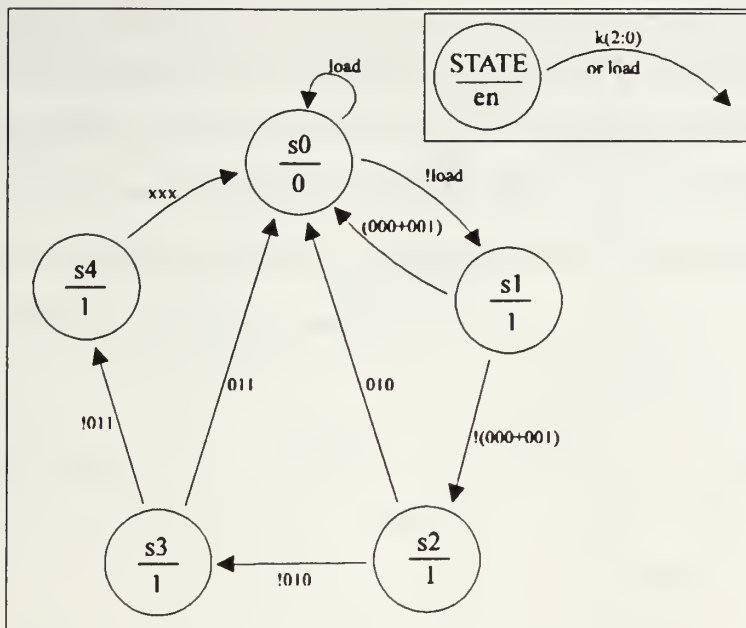 load
k(2:0)
or load
STATE
en
s0
0
!load
xxx
(000+001)
s4
1
s1
1
011
010
!011
!(000+001)
s3
1
!010
s2
1